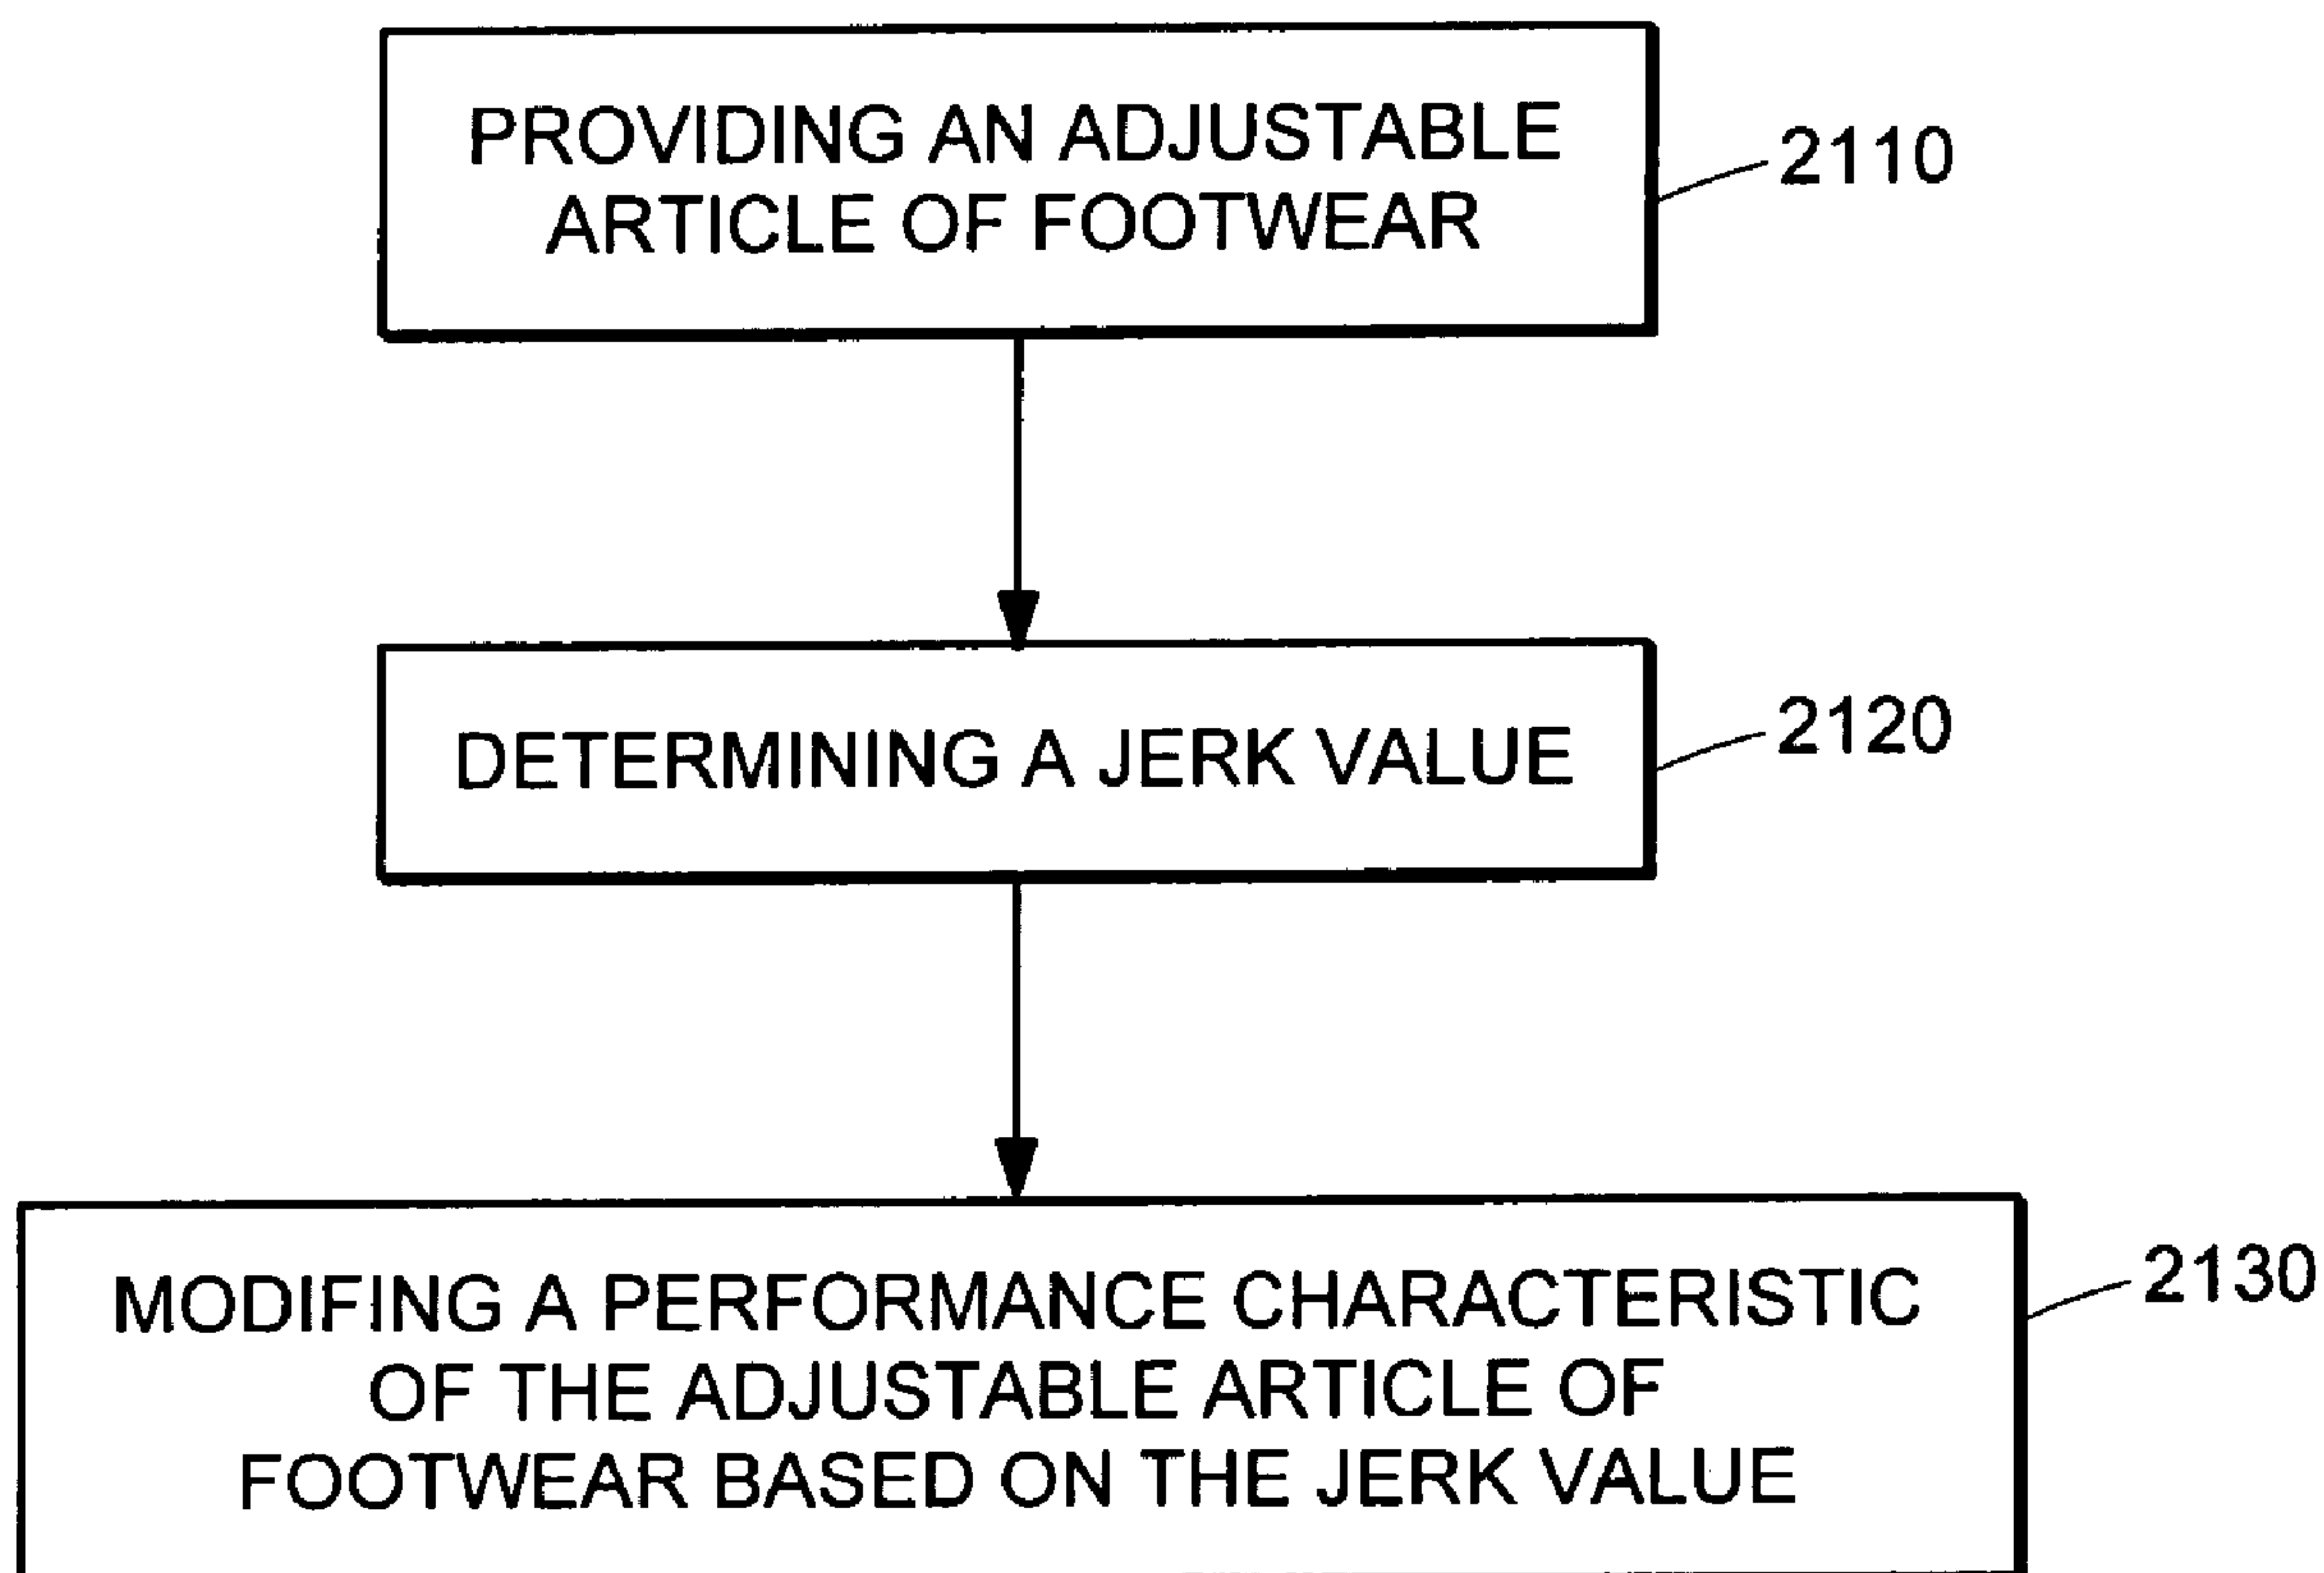 PROVIDING AN ADJUSTABLE
ARTICLE OF FOOTWEAR
2110
DETERMINING A JERK VALUE
2120
MODIFING A PERFORMANCE CHARACTERISTIC
OF THE ADJUSTABLE ARTICLE OF
FOOTWEAR BASED ON THE JERK VALUE
2130